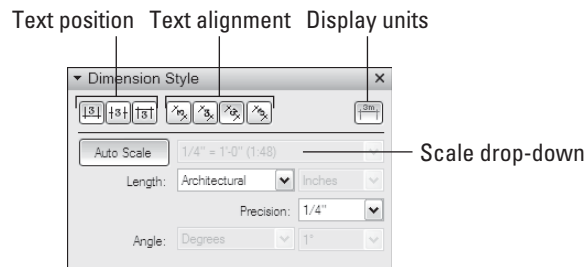 Text position Text alignment Display units
Dimension Style
Auto Scale 1/4" = 1'-0" (1:48) Scale drop-down
Length: Architectural Inches
Precision: 1/4"
Angle: Degrees 1°